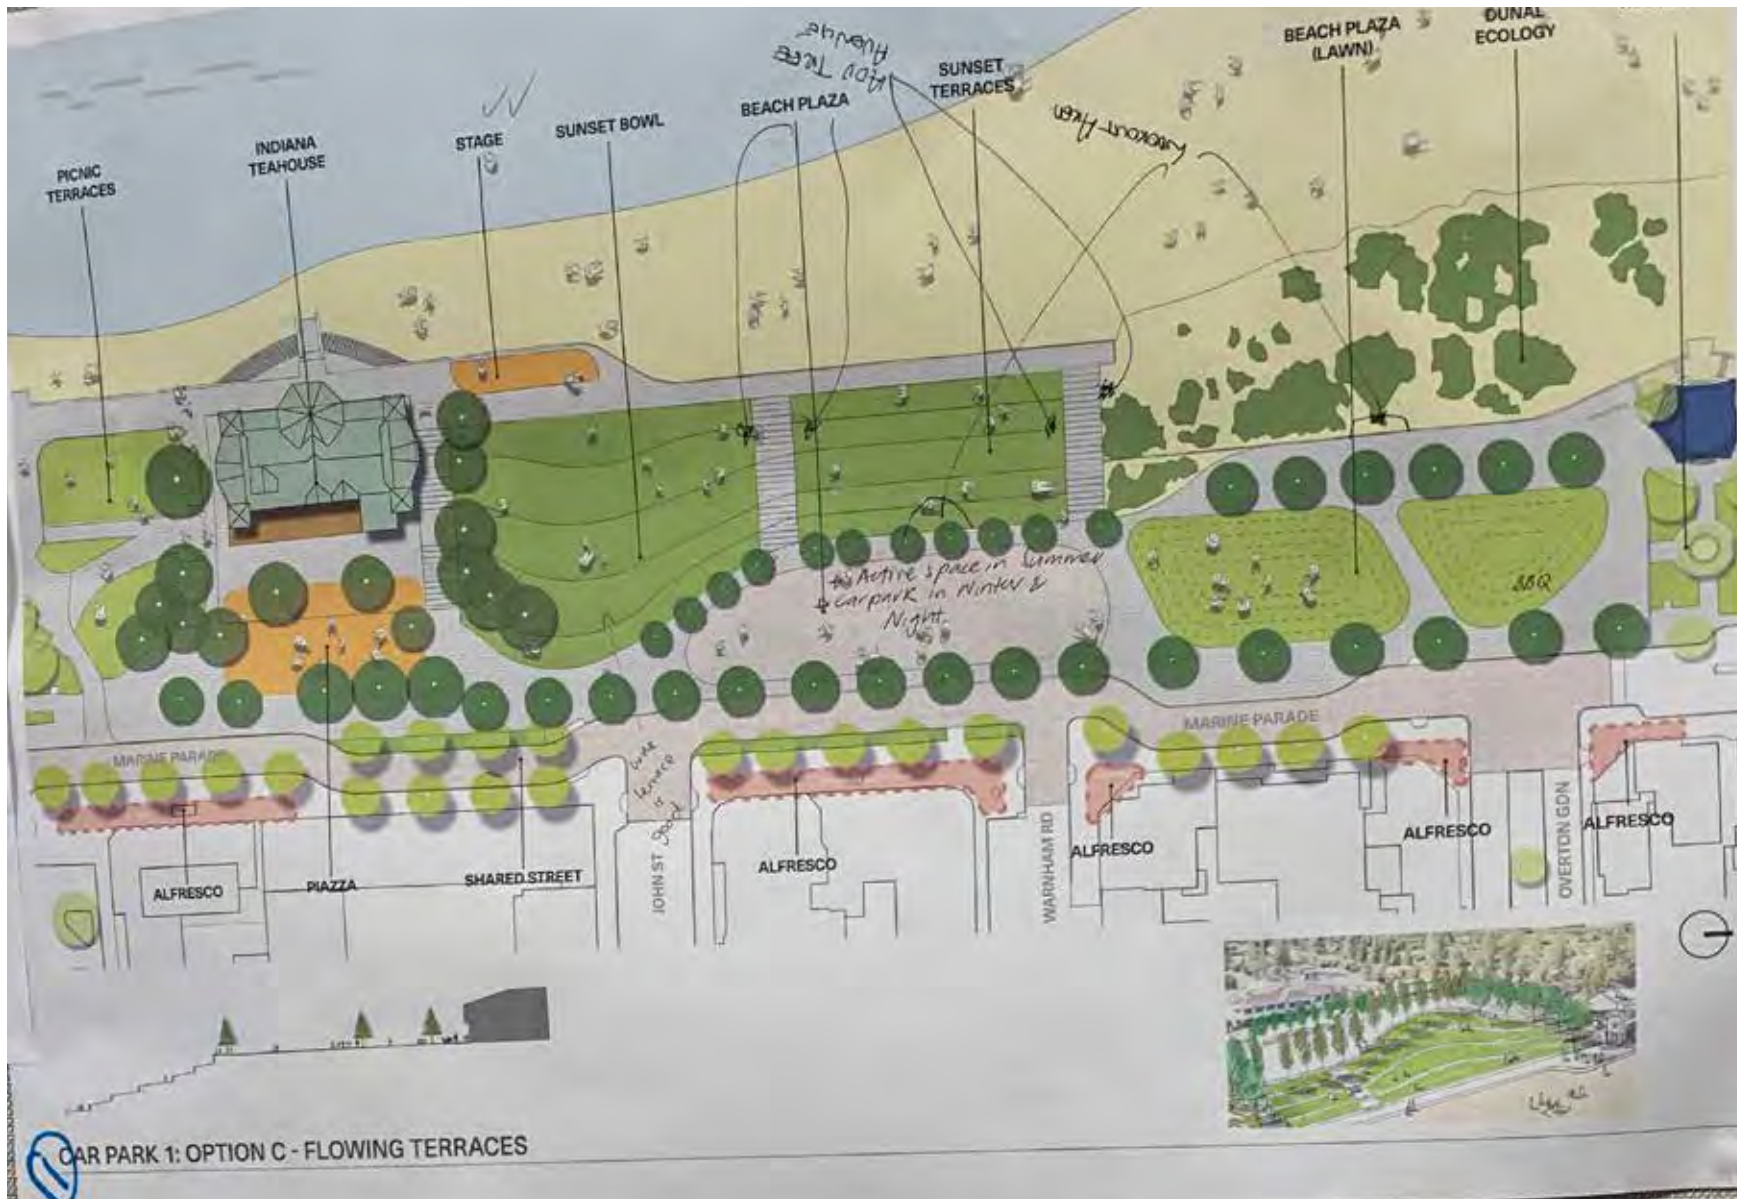 DUNAL
ECOLOGY
BEACH PLAZA
(LAWN)
ADD TREE
AVENUE
SUNSET
TERRACES
BEACH PLAZA
STAGE
SUNSET BOWL
INDIANA
TEAHOUSE
PICNIC
TERRACES
LOOKOUT AREA
Active space in Summer
carpark in Winter &
Night
BBQ
MARINE PARADE
MARINE PARADE
terrace
is
good
ALFRESCO
PIAZZA
SHARED STREET
JOHN ST
ALFRESCO
WARNHAM RD
ALFRESCO
ALFRESCO
OVERTON GDN
ALFRESCO
CAR PARK 1: OPTION C - FLOWING TERRACES